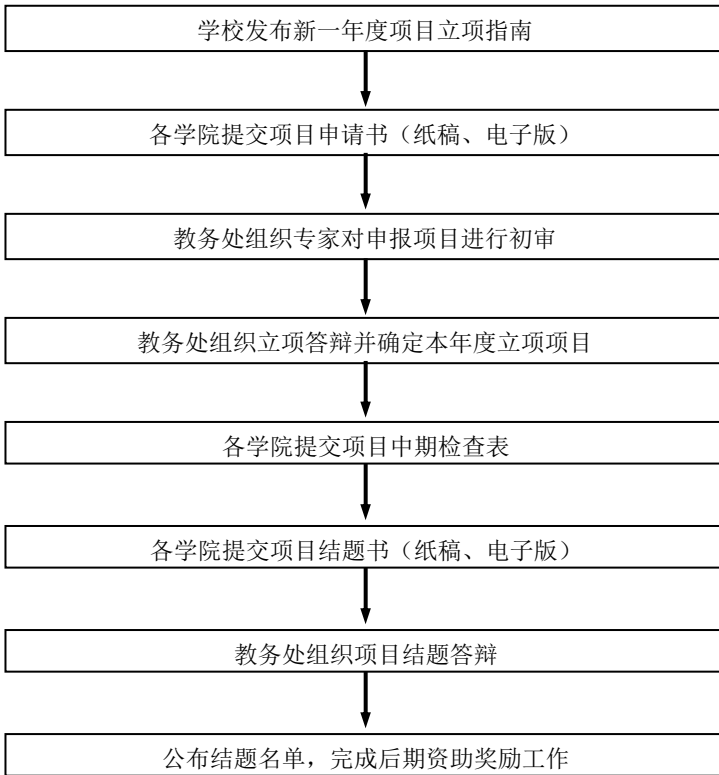 学校发布新一年度项目立项指南
各学院提交项目申请书（纸稿、电子版）
教务处组织专家对申报项目进行初审
教务处组织立项答辩并确定本年度立项项目
各学院提交项目中期检查表
各学院提交项目结题书（纸稿、电子版）
教务处组织项目结题答辩
公布结题名单，完成后期资助奖励工作